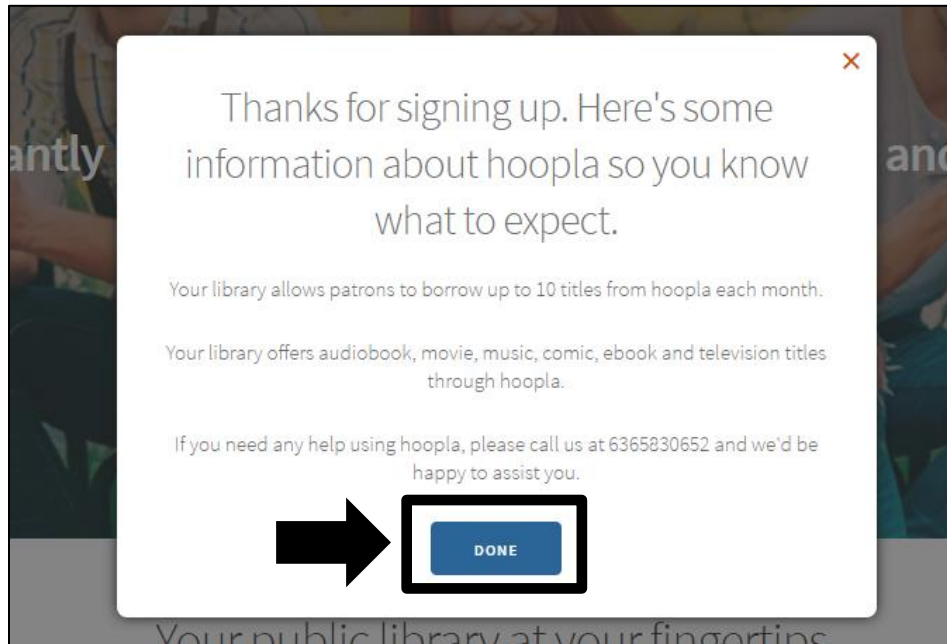 Thanks for signing up. Here's some
information about hoopla so you know
what to expect.
antly
and
Your library allows patrons to borrow up to 10 titles from hoopla each month.
Your library offers audiobook, movie, music, comic, ebook and television titles
through hoopla.
If you need any help using hoopla, please call us at 6365830652 and we'd be
happy to assist you.
DONE
Your public library at your fingertips